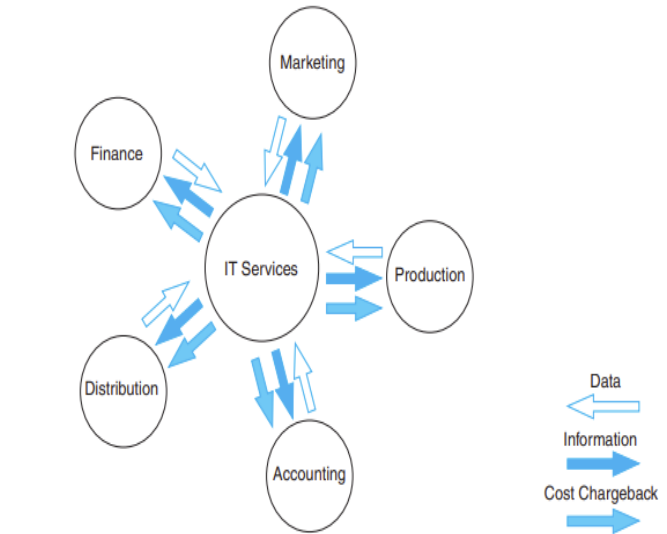 Marketing
Finance
IT Services
Production
Distribution
Accounting
Data
Information
Cost Chargeback